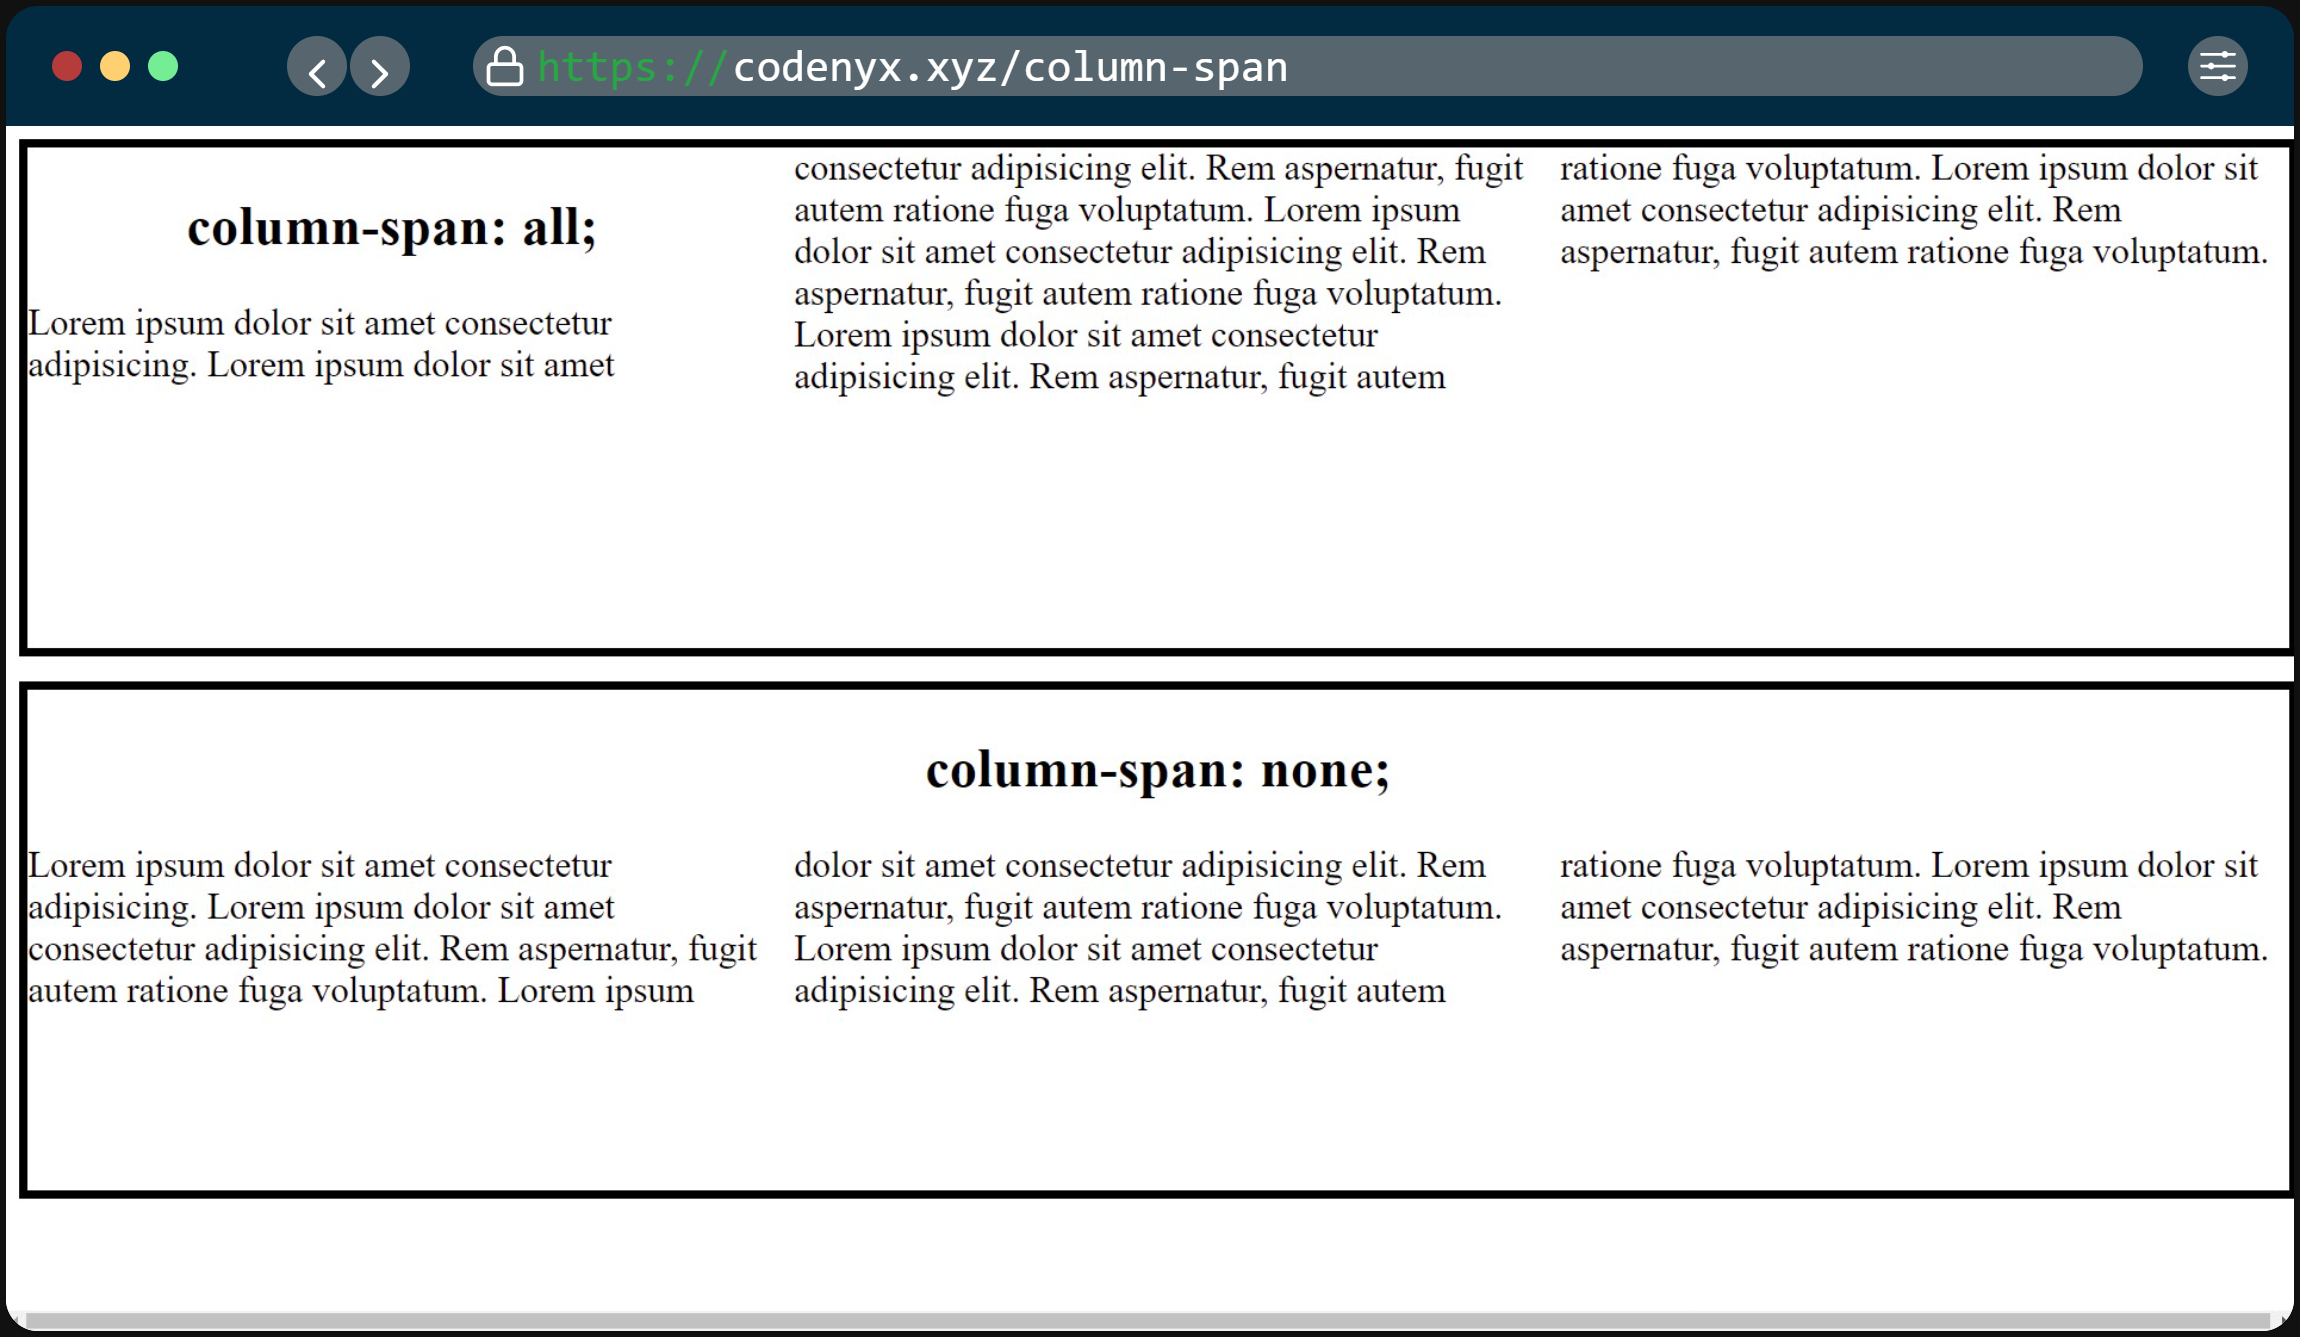 https://codenyx.xyz/column-span
column-span: all;
Lorem ipsum dolor sit amet consectetur
adipisicing. Lorem ipsum dolor sit amet
consectetur adipisicing elit. Rem aspernatur, fugit
autem ratione fuga voluptatum. Lorem ipsum
dolor sit amet consectetur adipisicing elit. Rem
aspernatur, fugit autem ratione fuga voluptatum.
Lorem ipsum dolor sit amet consectetur
adipisicing elit. Rem aspernatur, fugit autem
ratione fuga voluptatum. Lorem ipsum dolor sit
amet consectetur adipisicing elit. Rem
aspernatur, fugit autem ratione fuga voluptatum.
column-span: none;
Lorem ipsum dolor sit amet consectetur
adipisicing. Lorem ipsum dolor sit amet
consectetur adipisicing elit. Rem aspernatur, fugit
autem ratione fuga voluptatum. Lorem ipsum
dolor sit amet consectetur adipisicing elit. Rem
aspernatur, fugit autem ratione fuga voluptatum.
Lorem ipsum dolor sit amet consectetur
adipisicing elit. Rem aspernatur, fugit autem
ratione fuga voluptatum. Lorem ipsum dolor sit
amet consectetur adipisicing elit. Rem
aspernatur, fugit autem ratione fuga voluptatum.